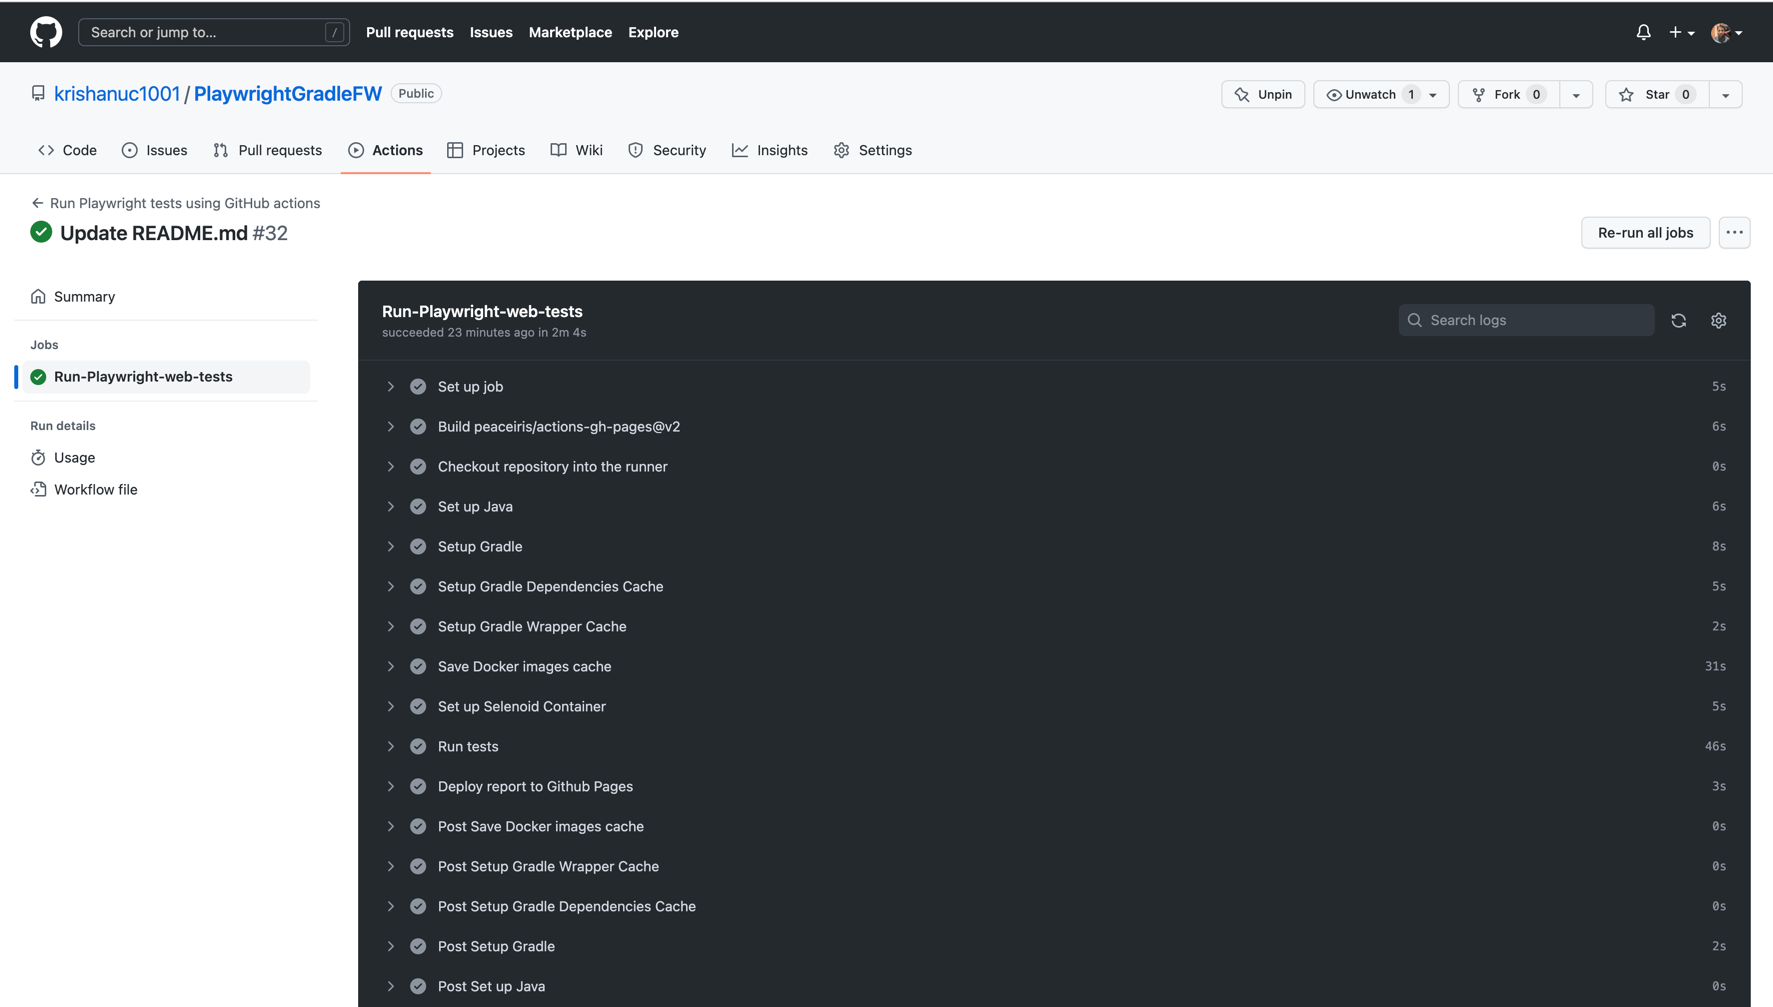 Search or jump to... /
Pull requests Issues Marketplace Explore
krishanuc1001 / PlaywrightGradleFW Public
Unpin Unwatch 1 Fork 0 Star 0
Code Issues Pull requests Actions Projects Wiki Security Insights Settings
← Run Playwright tests using GitHub actions
Update README.md #32
Re-run all jobs ...
Summary
Jobs
Run-Playwright-web-tests
Run details
Usage
Workflow file
Run-Playwright-web-tests
succeeded 23 minutes ago in 2m 4s
Search logs
Set up job 5s
Build peaceiris/actions-gh-pages@v2 6s
Checkout repository into the runner 0s
Set up Java 6s
Setup Gradle 8s
Setup Gradle Dependencies Cache 5s
Setup Gradle Wrapper Cache 2s
Save Docker images cache 31s
Set up Selenoid Container 5s
Run tests 46s
Deploy report to Github Pages 3s
Post Save Docker images cache 0s
Post Setup Gradle Wrapper Cache 0s
Post Setup Gradle Dependencies Cache 0s
Post Setup Gradle 2s
Post Set up Java 0s